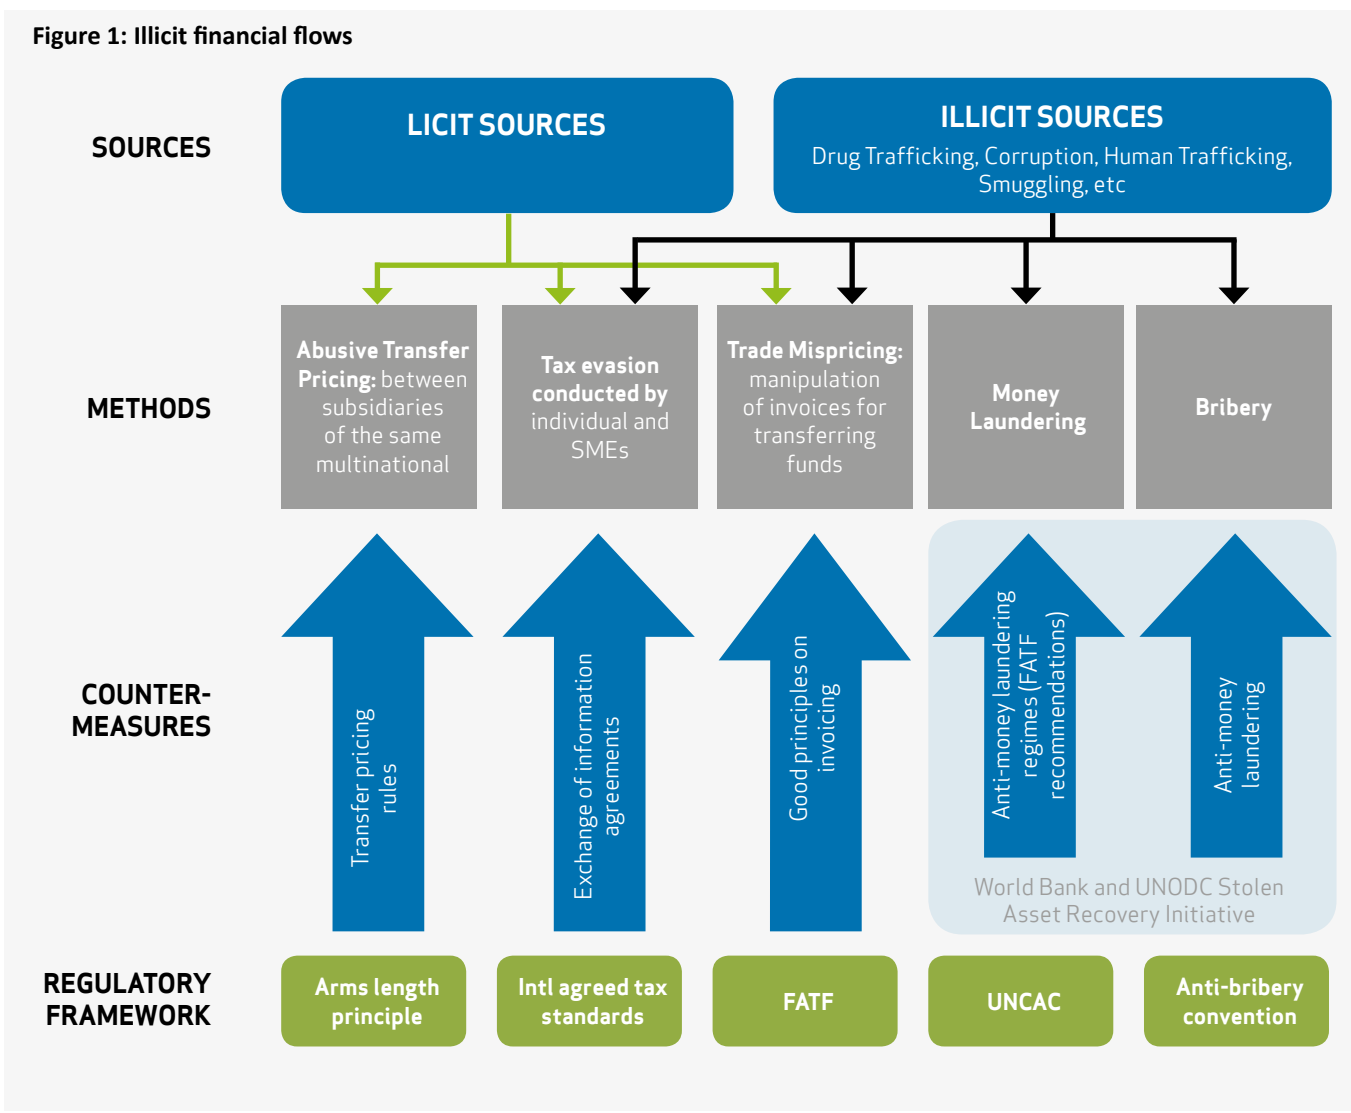 Figure 1: Illicit financial flows
SOURCES
LICIT SOURCES
ILLICIT SOURCES
Drug Trafficking, Corruption, Human Trafficking,
Smuggling, etc
METHODS
Abusive Transfer
Pricing: between
subsidiaries
of the same
multinational
Tax evasion
conducted by
individual and
SMEs
Trade Mispricing:
manipulation
of invoices for
transferring
funds
Money
Laundering
Bribery
COUNTER-
MEASURES
Transfer pricing
rules
Exchange of information
agreements
Good principles on
invoicing
Anti-money laundering
regimes (FATF
recommendations)
Anti-money
laundering
World Bank and UNODC Stolen
Asset Recovery Initiative
REGULATORY
FRAMEWORK
Arms length
principle
Intl agreed tax
standards
FATF
UNCAC
Anti-bribery
convention